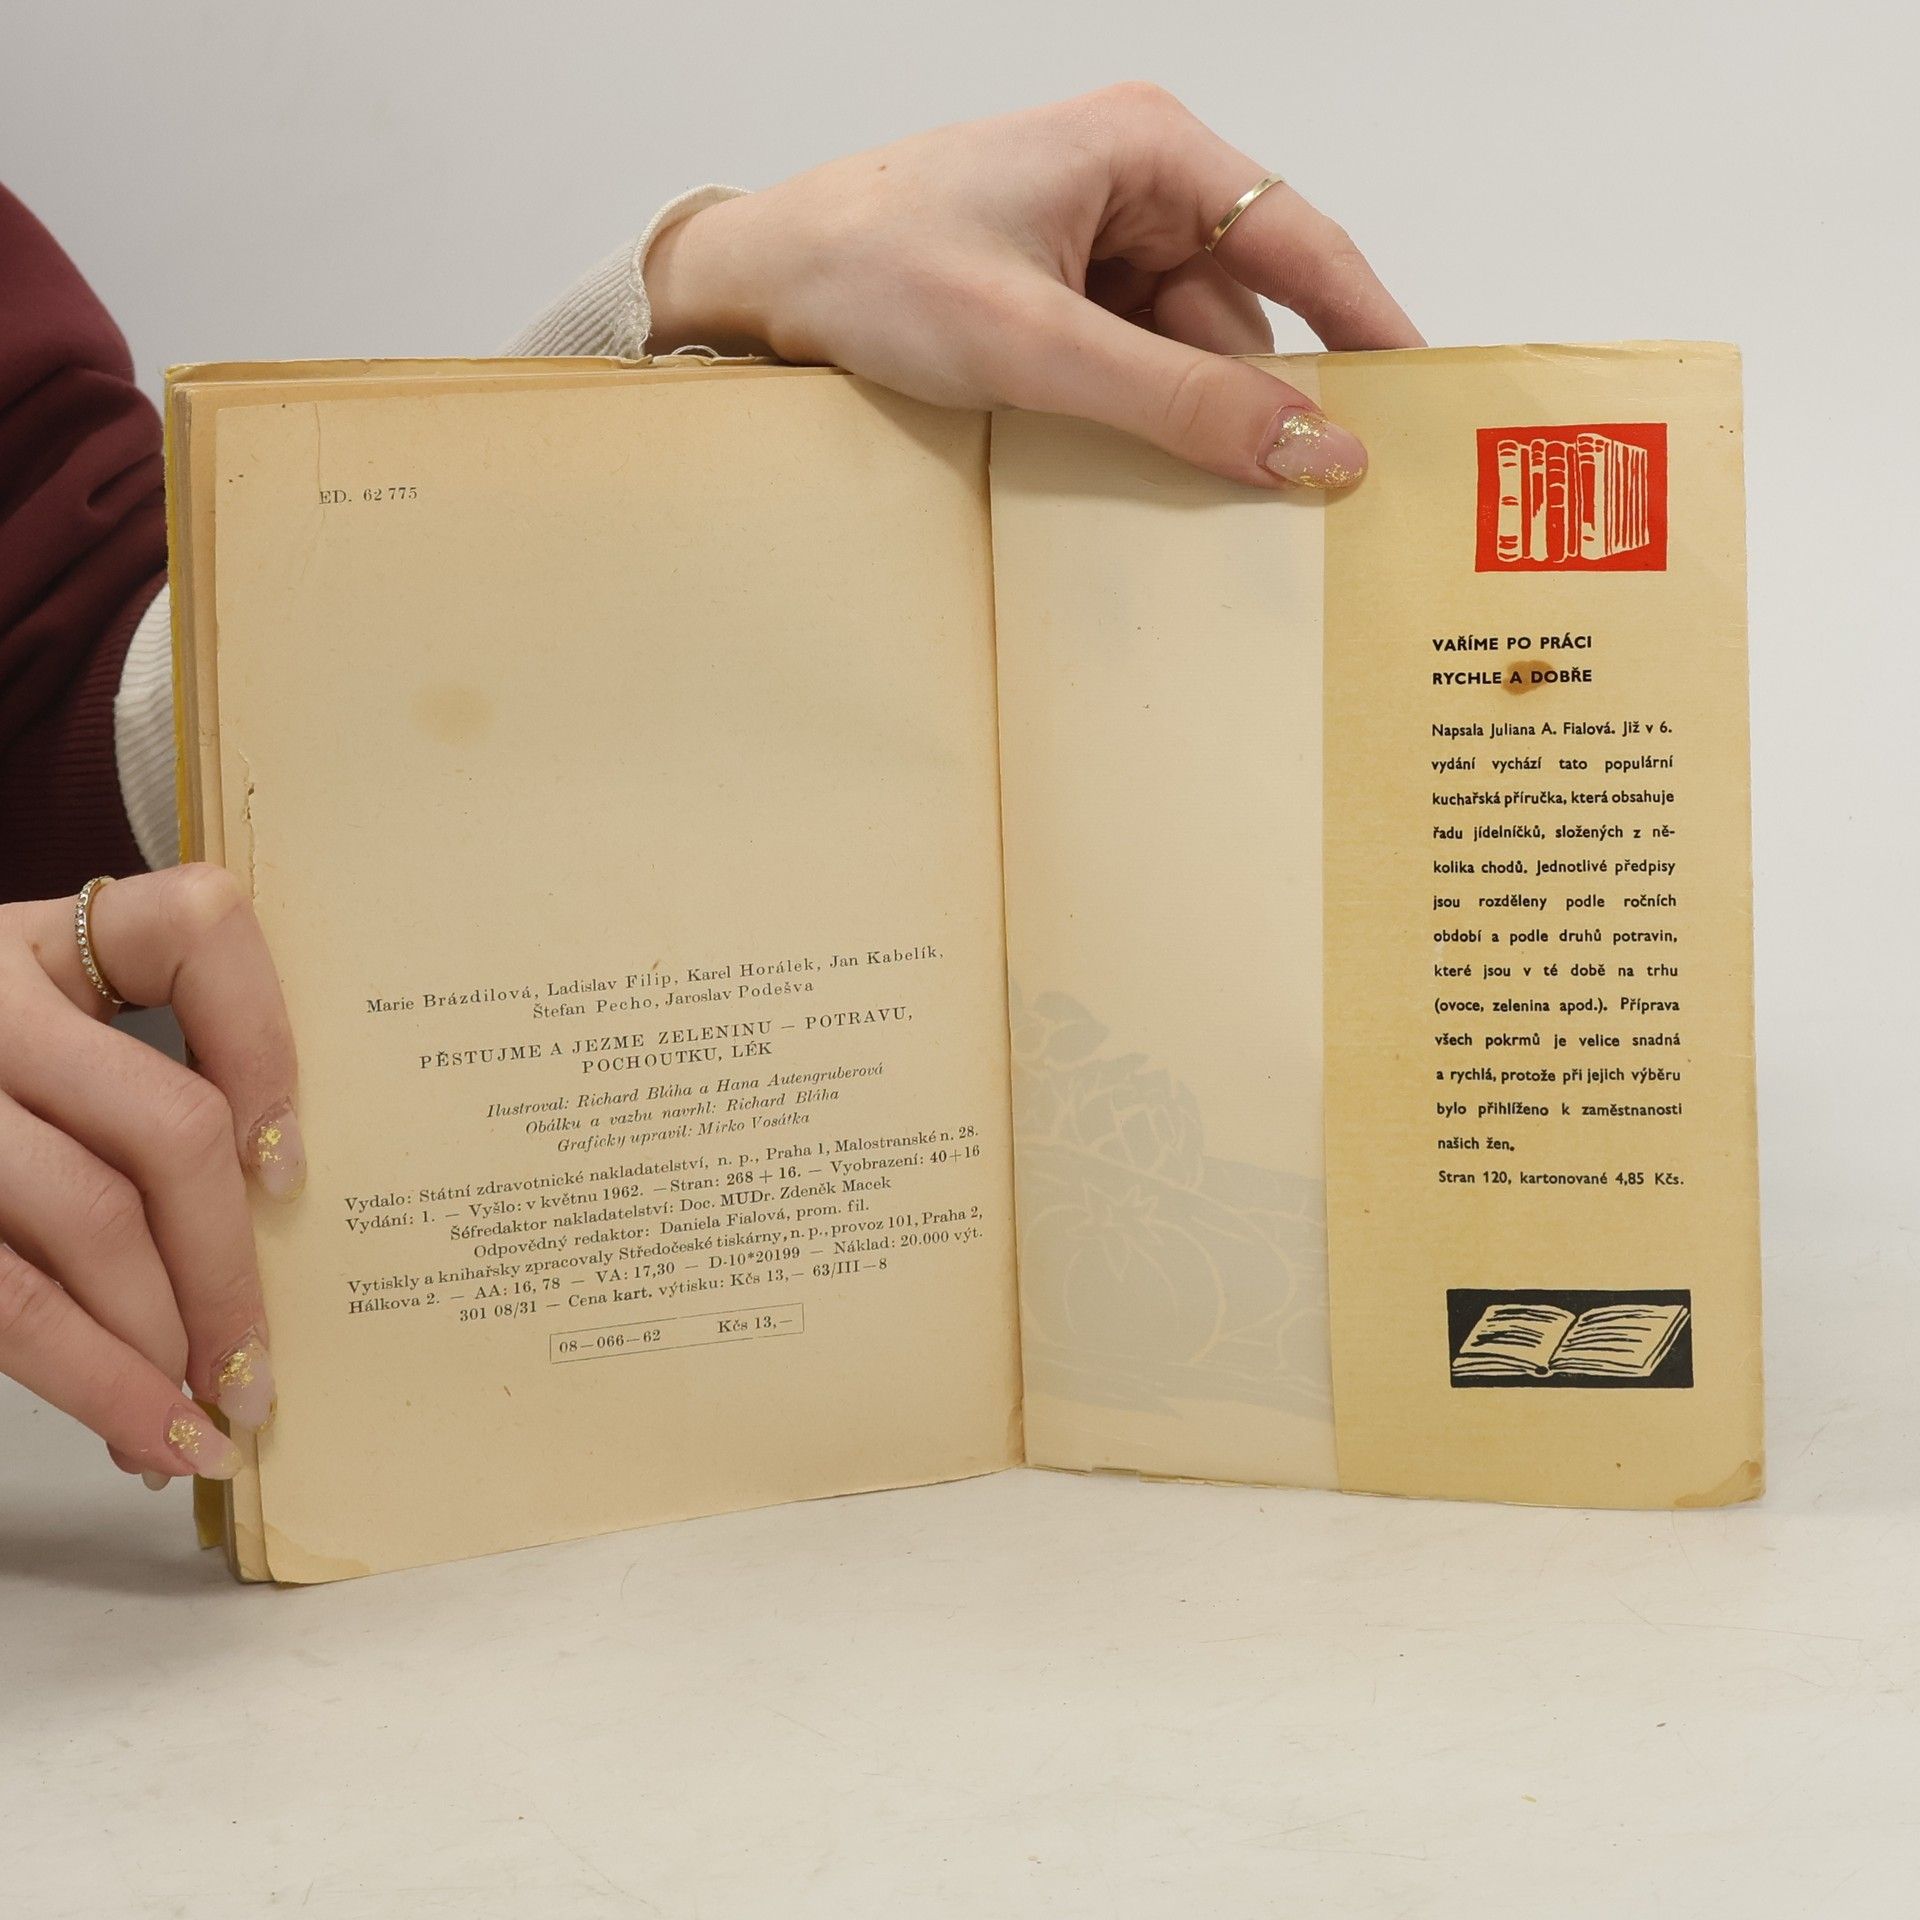 ED. 62 775
Marie Brázdilová, Ladislav Filip, Karel Horálek, Jan Kabelík,
Štefan Pecho, Jaroslav Podešva
PĚSTUJME A JEZME ZELENINU — POTRAVU,
POCHOUTKU, LÉK
Ilustroval: Richard Bláha a Hana Autengruberová
Obálku a vazbu navrhl: Richard Bláha
Graficky upravil: Mirko Vosátka
Vydalo: Státní zdravotnické nakladatelství, n. p., Praha 1, Malostranské n. 28.
Vydání: 1. — Vyšlo: v květnu 1962. — Stran: 268 + 16. — Vyobrazení: 40+16
Šéfredaktor nakladatelství: Doc. MUDr. Zdeněk Macek
Odpovědný redaktor: Daniela Fialová, prom. fil.
Vytiskly a knihařsky zpracovaly Středočeské tiskárny, n. p., provoz 101, Praha 2,
Hálkova 2. — AA: 16, 78 — VA: 17,30 — D-10*20199 — Náklad: 20.000 výt.
301 08/31 — Cena kart. výtisku: Kčs 13,— 63/III—8
08—066—62 Kčs 13,—
VAŘÍME PO PRÁCI
RYCHLE A DOBŘE
Napsala Juliana A. Fialová. Již v 6.
vydání vychází tato populární
kuchařská příručka, která obsahuje
řadu jídelníčků, složených z ně-
kolika chodů. Jednotlivé předpisy
jsou rozděleny podle ročních
období a podle druhů potravin,
které jsou v té době na trhu
(ovoce, zelenina apod.). Příprava
všech pokrmů je velice snadná
a rychlá, protože při jejich výběru
bylo přihlíženo k zaměstnanosti
našich žen.
Stran 120, kartonované 4,85 Kčs.